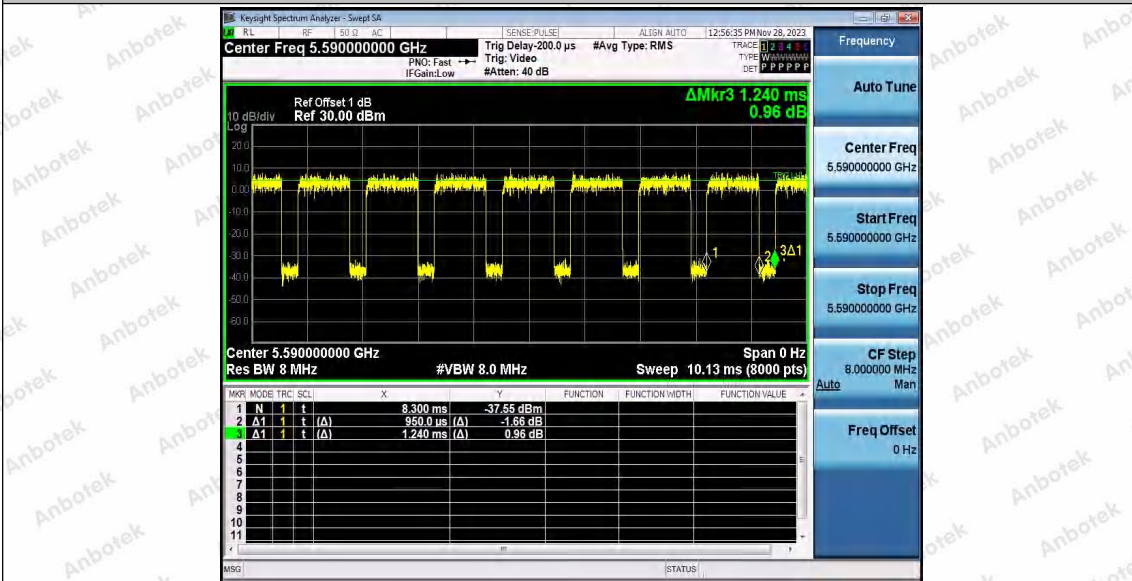 Keysight Spectrum Analyzer - Swept SA
RL RF 50 Ω AC SENSE:PULSE ALIGN AUTO 12:56:35 PM Nov 28, 2023
Center Freq 5.590000000 GHz Trig Delay-200.0 µs #Avg Type: RMS TRACE 1 2 3 4 5 6
PNO: Fast Trig: Video TYPE
IFGain:Low #Atten: 40 dB DET P P P P P P
ΔMkr3 1.240 ms
0.96 dB
Ref Offset 1 dB
10 dB/div Ref 30.00 dBm
Log
20.0
10.0
0.00
-10.0
-20.0
-30.0
-40.0
-50.0
-60.0
1
2
3Δ1
Center 5.590000000 GHz Span 0 Hz
Res BW 8 MHz #VBW 8.0 MHz Sweep 10.13 ms (8000 pts)
MKR MODE TRC SCL X Y FUNCTION FUNCTION WIDTH FUNCTION VALUE
1 N 1 t 8.300 ms -37.55 dBm
2 Δ1 1 t (Δ) 950.0 µs (Δ) -1.66 dB
3 Δ1 1 t (Δ) 1.240 ms (Δ) 0.96 dB
4
5
6
7
8
9
10
11
MSG STATUS
Frequency
Auto Tune
Center Freq
5.590000000 GHz
Start Freq
5.590000000 GHz
Stop Freq
5.590000000 GHz
CF Step
8.000000 MHz
Auto Man
Freq Offset
0 Hz
Anbotek